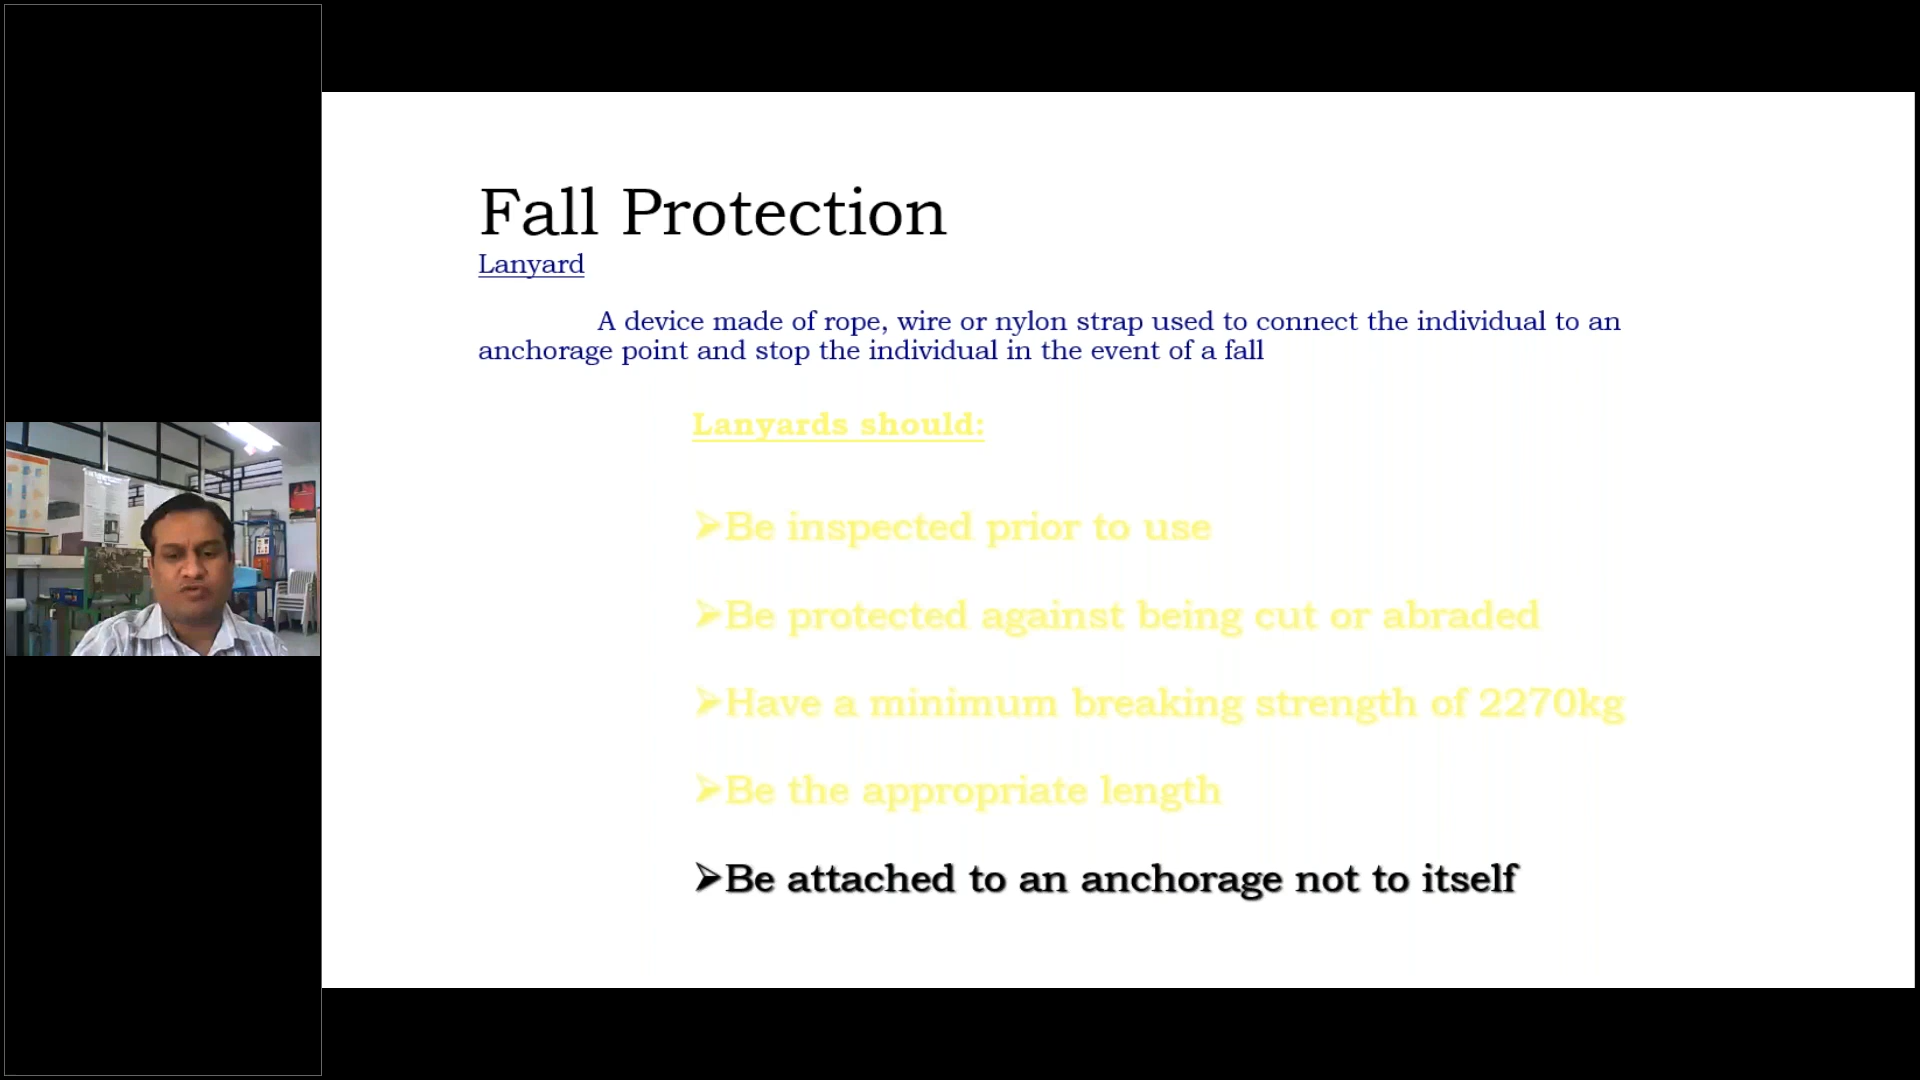 Fall Protection
Lanyard
A device made of rope, wire or nylon strap used to connect the individual to an
anchorage point and stop the individual in the event of a fall
Lanyards should:
➢Be inspected prior to use
➢Be protected against being cut or abraded
➢Have a minimum breaking strength of 2270kg
➢Be the appropriate length
➢Be attached to an anchorage not to itself